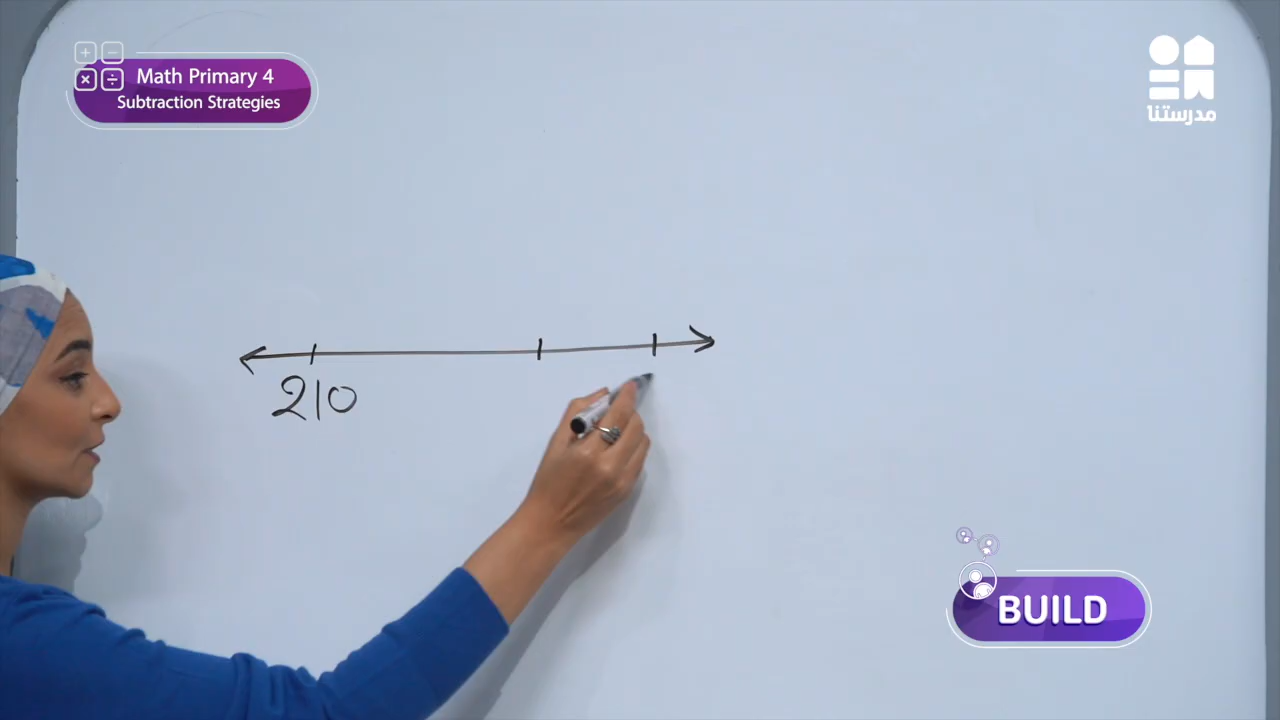 Math Primary 4
Subtraction Strategies
مدرستنا
210
BUILD